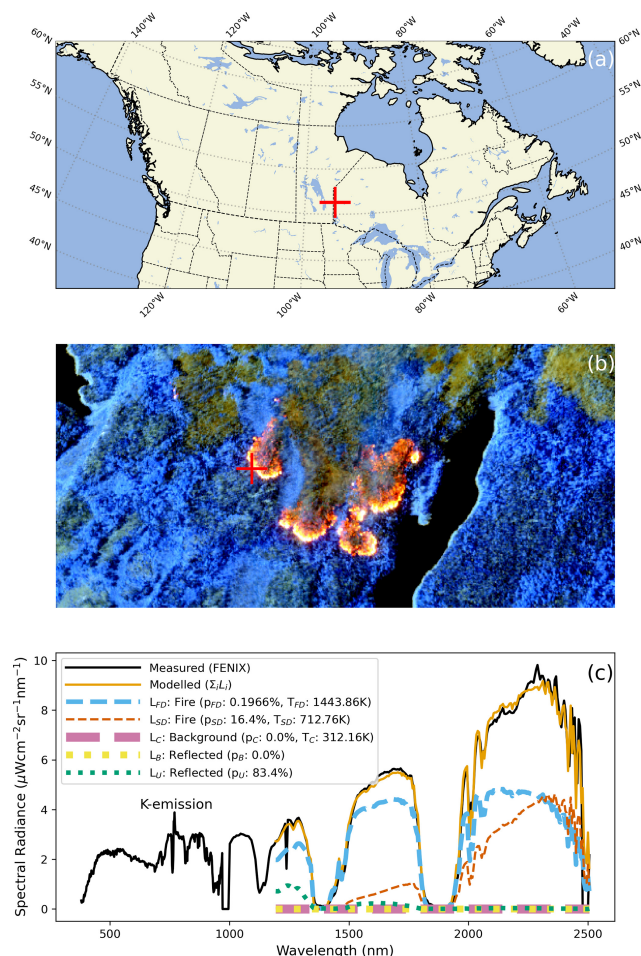 140°W 120°W 100°W 80°W 60°W 40°W
60°N 60°N
(a)
55°N 55°N
50°N 50°N
45°N 45°N
40°N 40°N
120°W 100°W 80°W 60°W
(b)
(c)
Measured (FENIX)
Modelled (ΣᵢLᵢ)
L_FD: Fire (p_FD: 0.1966%, T_FD: 1443.86K)
L_SD: Fire (p_SD: 16.4%, T_SD: 712.76K)
L_C: Background (p_C: 0.0%, T_C: 312.16K)
L_B: Reflected (p_B: 0.0%)
L_U: Reflected (p_U: 83.4%)
K-emission
Spectral Radiance (μWcm⁻²sr⁻¹nm⁻¹)
10
8
6
4
2
0
500 1000 1500 2000 2500
Wavelength (nm)